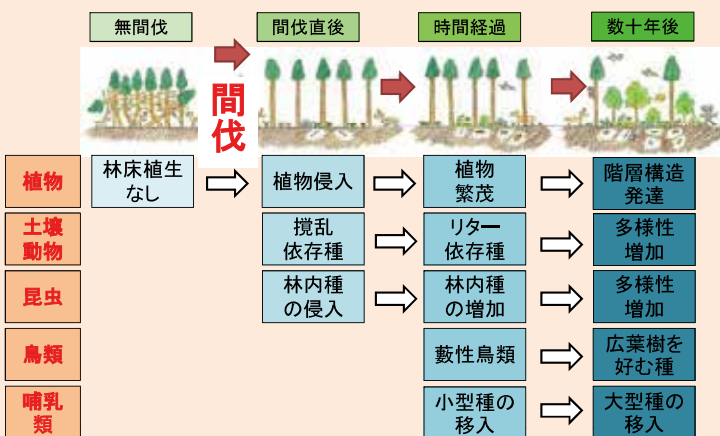 無間伐
間伐直後
時間経過
数十年後
間
伐
植物
林床植生
なし
植物侵入
植物
繁茂
階層構造
発達
土壌
動物
撹乱
依存種
リター
依存種
多様性
増加
昆虫
林内種
の侵入
林内種
の増加
多様性
増加
鳥類
藪性鳥類
広葉樹を
好む種
哺乳
類
小型種の
移入
大型種の
移入